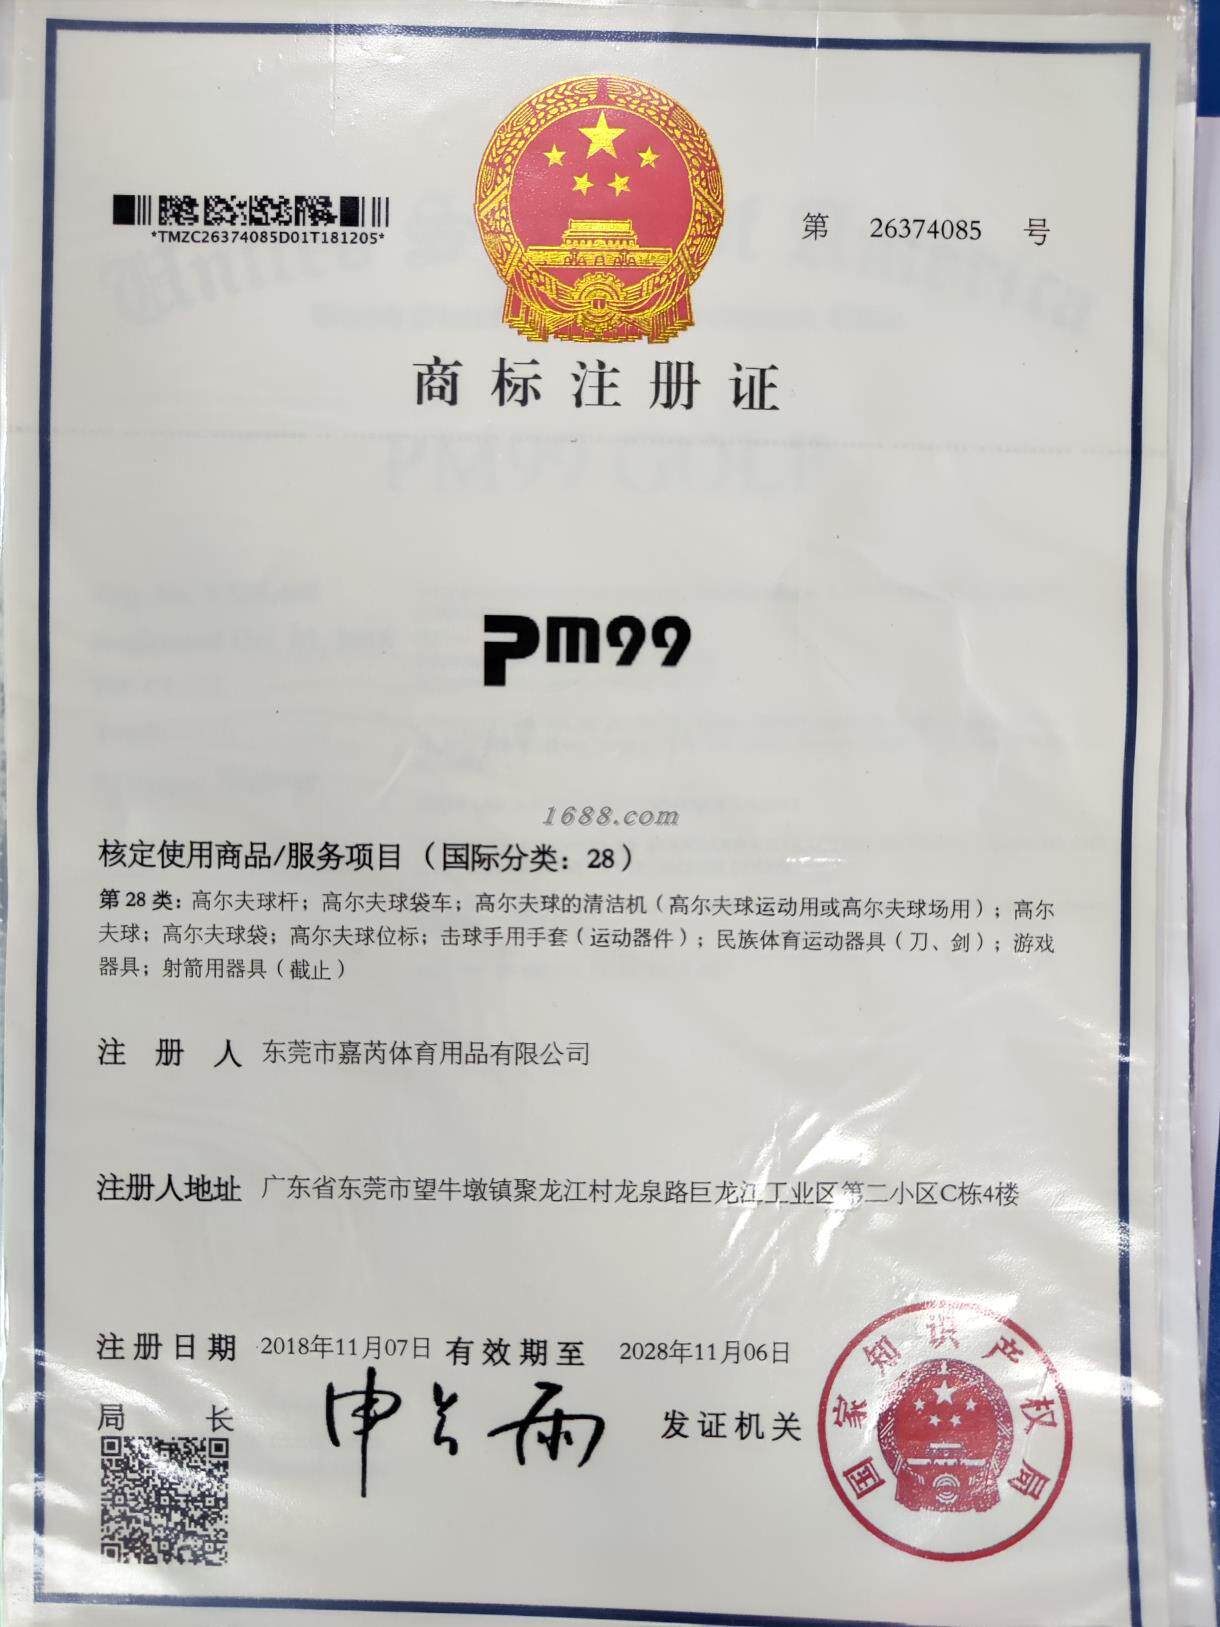 *TMZC26374085D01T181205*
第 26374085 号
商标注册证
Pm99
1688.com
核定使用商品/服务项目（国际分类：28）
第 28 类：高尔夫球杆；高尔夫球袋车；高尔夫球的清洁机（高尔夫球运动用或高尔夫球场用）；高尔
夫球；高尔夫球袋；高尔夫球位标；击球手用手套（运动器件）；民族体育运动器具（刀、剑）；游戏
器具；射箭用器具（截止）
注册人 东莞市嘉芮体育用品有限公司
注册人地址 广东省东莞市望牛墩镇聚龙江村龙泉路巨龙江工业区第二小区C栋4楼
注册日期 2018年11月07日 有效期至 2028年11月06日
局长 申长雨 发证机关
国家知识产权局